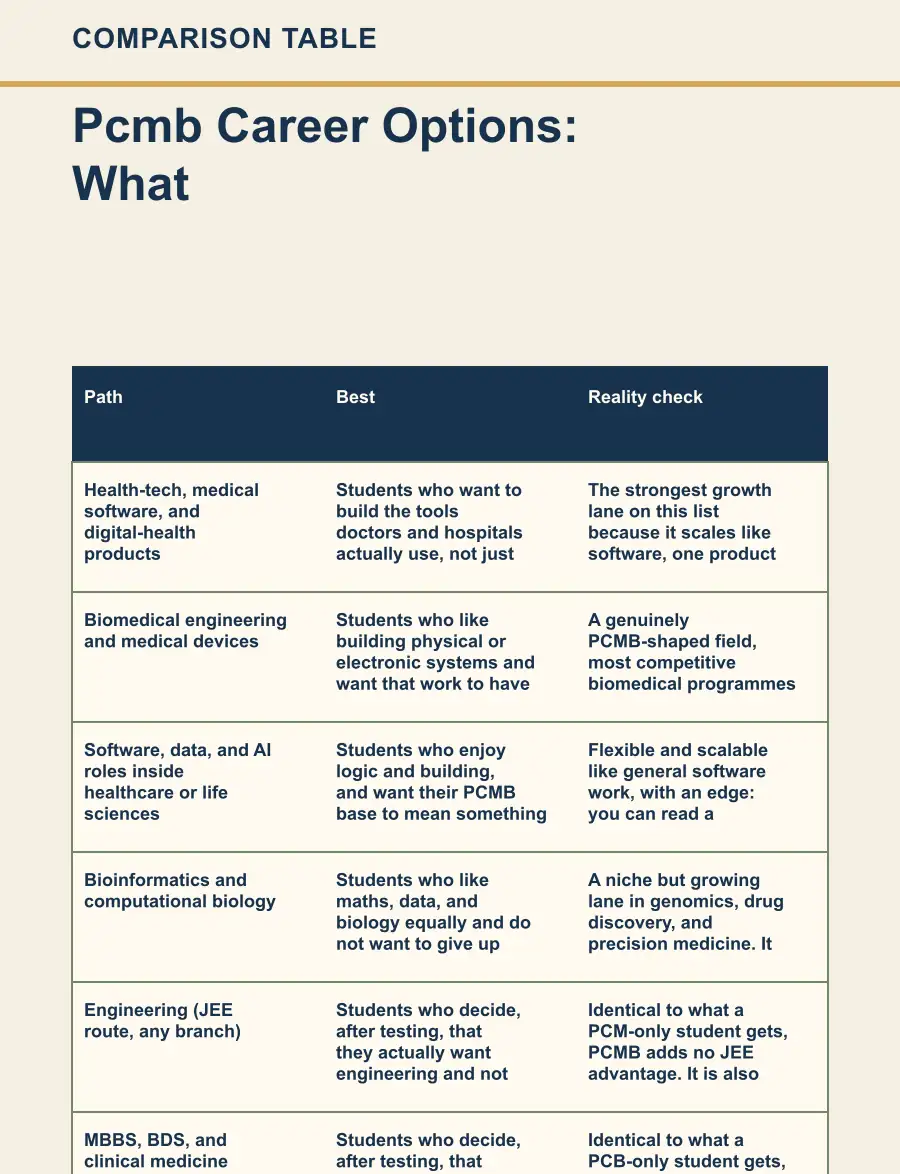 COMPARISON TABLE
Pcmb Career Options:
What
Path
Best
Reality check
Health-tech, medical
software, and
digital-health
products
Students who want to
build the tools
doctors and hospitals
actually use, not just
The strongest growth
lane on this list
because it scales like
software, one product
Biomedical engineering
and medical devices
Students who like
building physical or
electronic systems and
want that work to have
A genuinely
PCMB-shaped field,
most competitive
biomedical programmes
Software, data, and AI
roles inside
healthcare or life
sciences
Students who enjoy
logic and building,
and want their PCMB
base to mean something
Flexible and scalable
like general software
work, with an edge:
you can read a
Bioinformatics and
computational biology
Students who like
maths, data, and
biology equally and do
not want to give up
A niche but growing
lane in genomics, drug
discovery, and
precision medicine. It
Engineering (JEE
route, any branch)
Students who decide,
after testing, that
they actually want
engineering and not
Identical to what a
PCM-only student gets,
PCMB adds no JEE
advantage. It is also
MBBS, BDS, and
clinical medicine
Students who decide,
after testing, that
Identical to what a
PCB-only student gets,